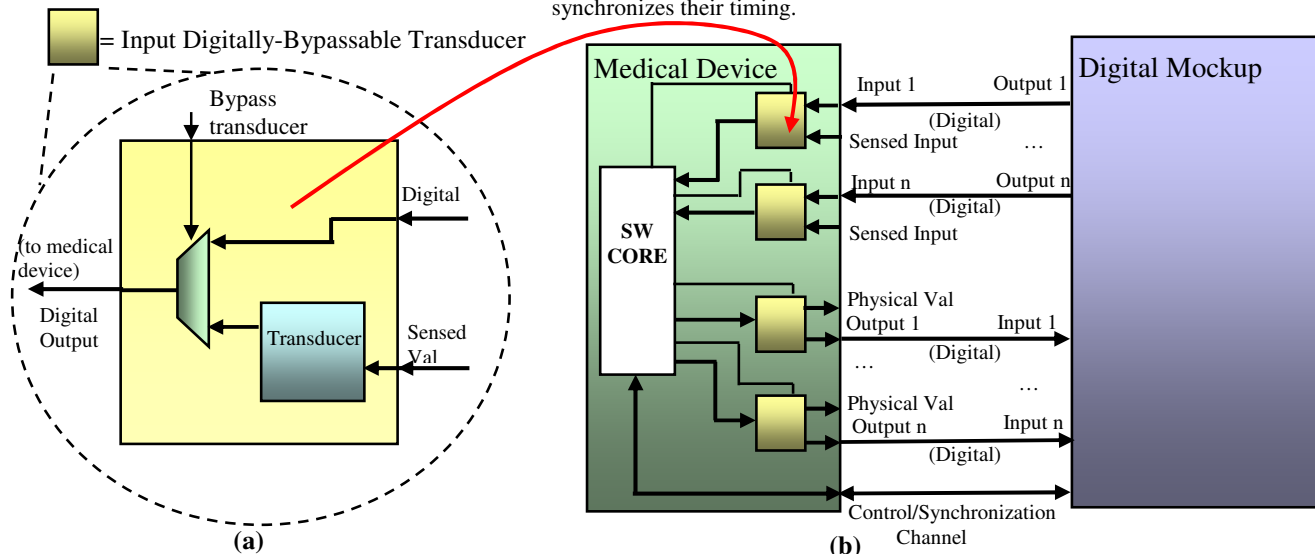 synchronizes their timing.
= Input Digitally-Bypassable Transducer
Bypass
transducer
Digital
(to medical
device)
Digital
Output
Transducer
Sensed
Val
(a)
Medical Device
SW
CORE
Input 1
Output 1
(Digital)
Sensed Input
…
Input n
Output n
(Digital)
Sensed Input
Physical Val
Output 1
Input 1
(Digital)
…
…
Physical Val
Output n
Input n
(Digital)
Control/Synchronization
Channel
(b)
Digital Mockup